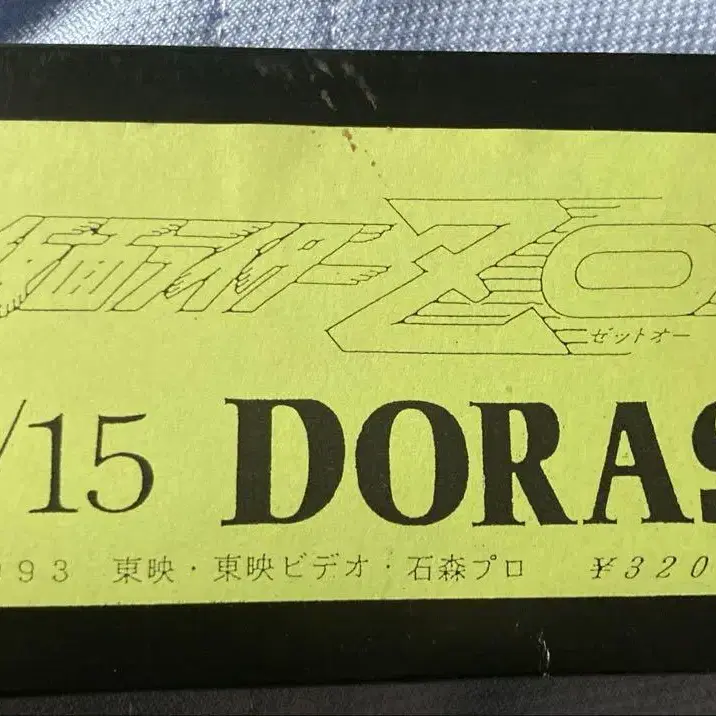 仮面ライダーZO
ゼットオー
/15 DORAS
993 東映・東映ビデオ・石森プロ ¥320